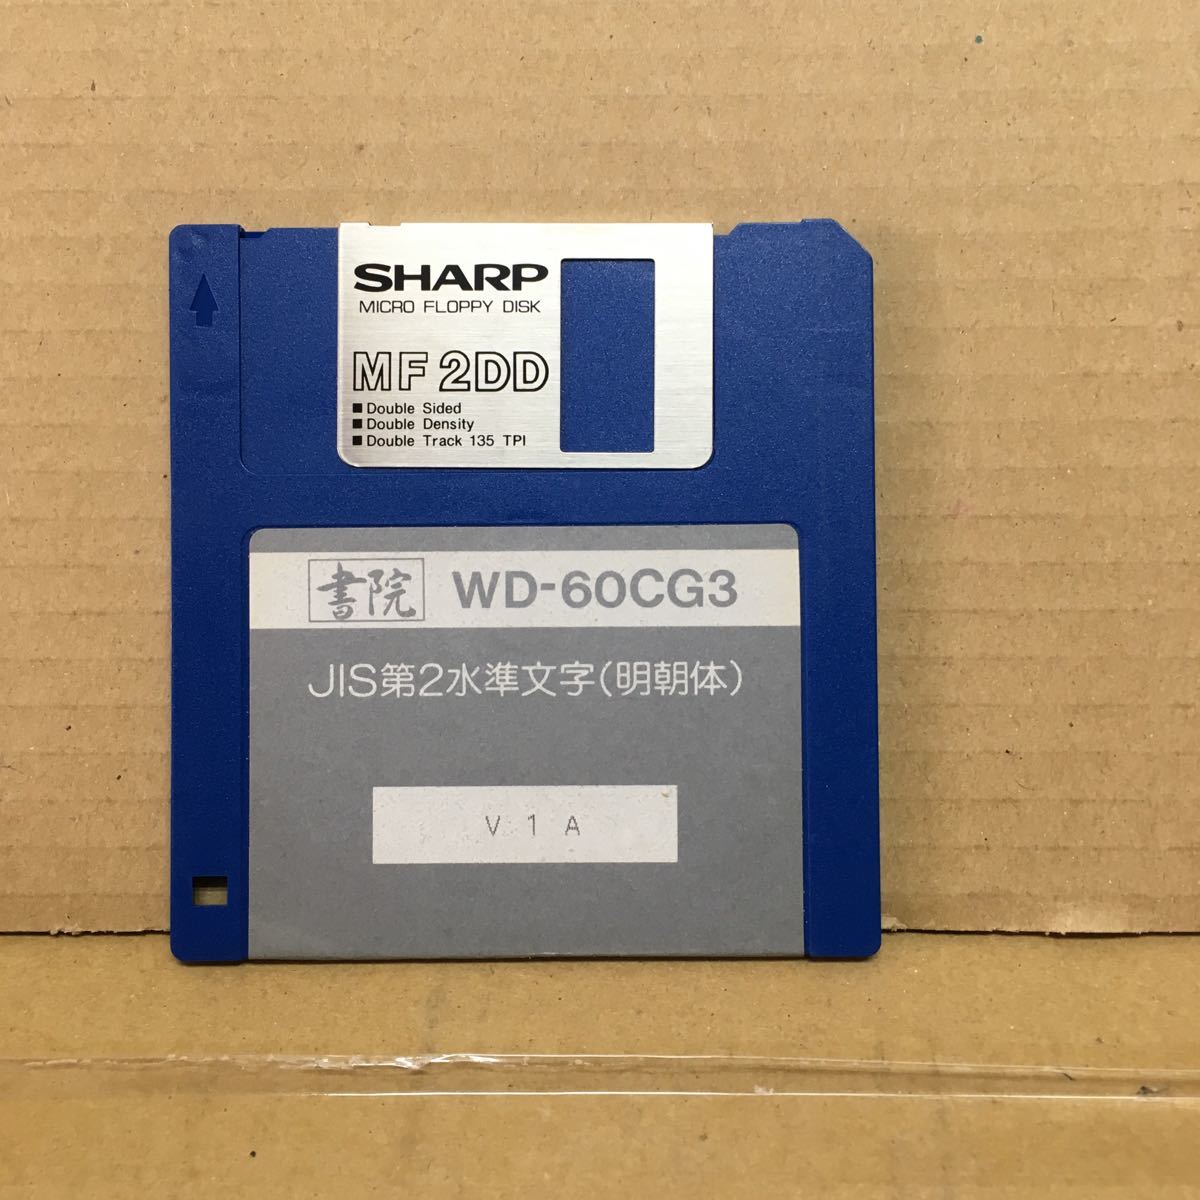 SHARP
MICRO FLOPPY DISK
MF 2DD
■ Double Sided
■ Double Density
■ Double Track 135 TPI
書院 WD-60CG3
JIS第2水準文字(明朝体)
V 1 A